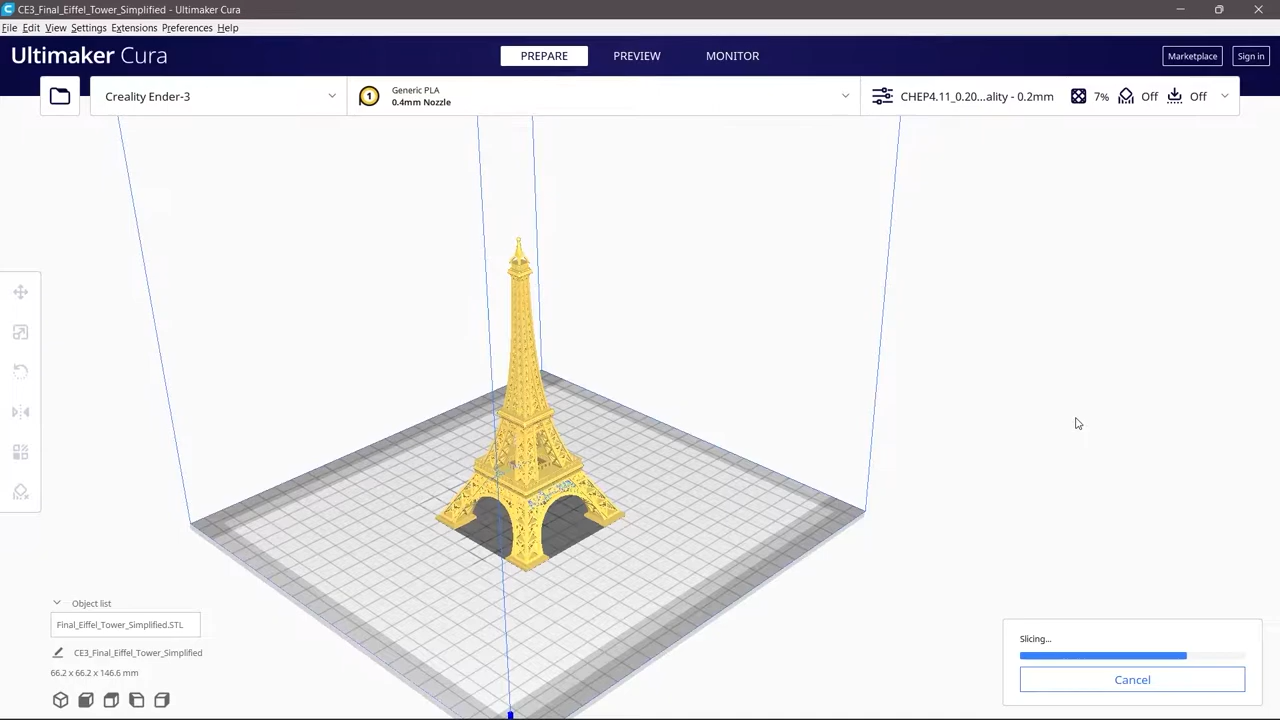 CE3_Final_Eiffel_Tower_Simplified - Ultimaker Cura
File Edit View Settings Extensions Preferences Help
Ultimaker Cura
PREPARE
PREVIEW
MONITOR
Marketplace
Sign in
Creality Ender-3
1
Generic PLA
0.4mm Nozzle
CHEP4.11_0.20...ality - 0.2mm
7%
Off
Off
Object list
Final_Eiffel_Tower_Simplified.STL
CE3_Final_Eiffel_Tower_Simplified
66.2 x 66.2 x 146.6 mm
Slicing...
Cancel